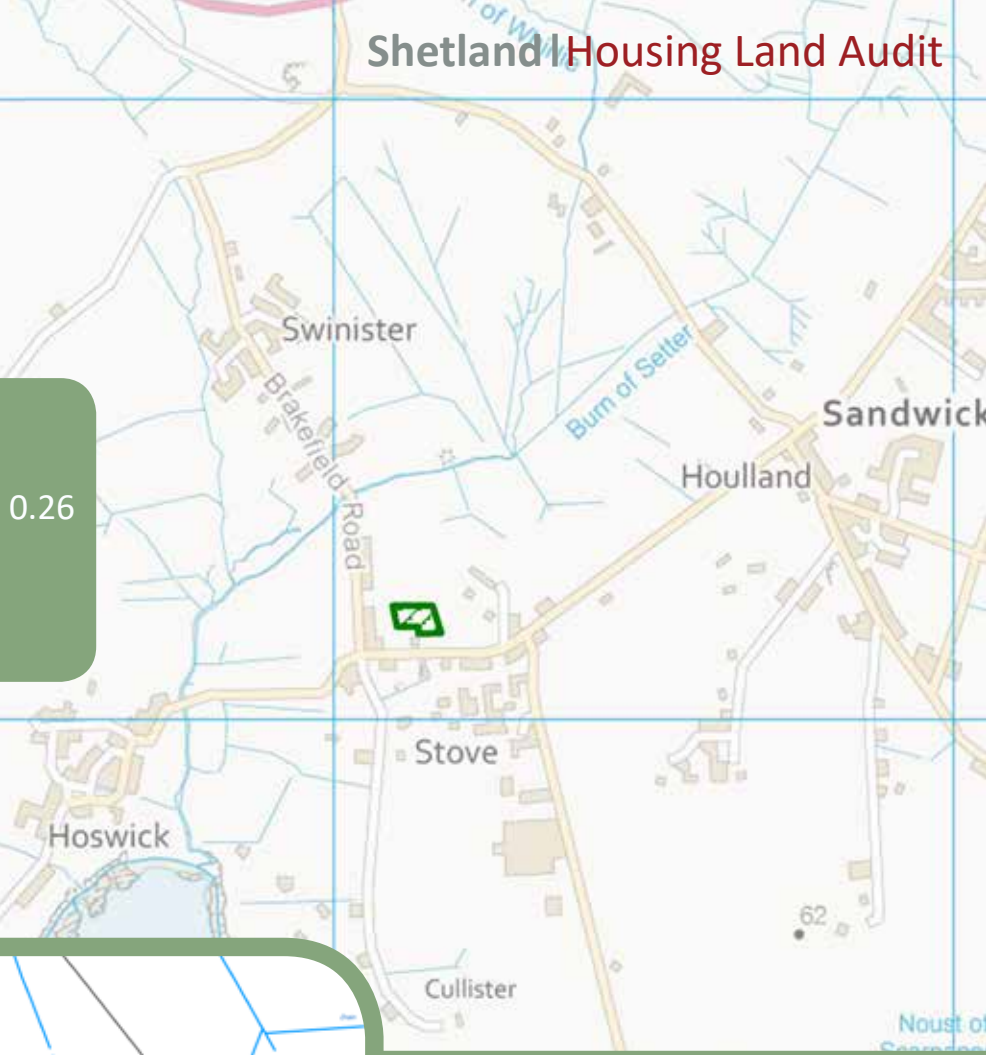 Shetland|Housing Land Audit
Swinister
Brakefield Road
Burn of Setter
Sandwick
Houlland
0.26
Stove
Hoswick
62
Cullister
Noust of